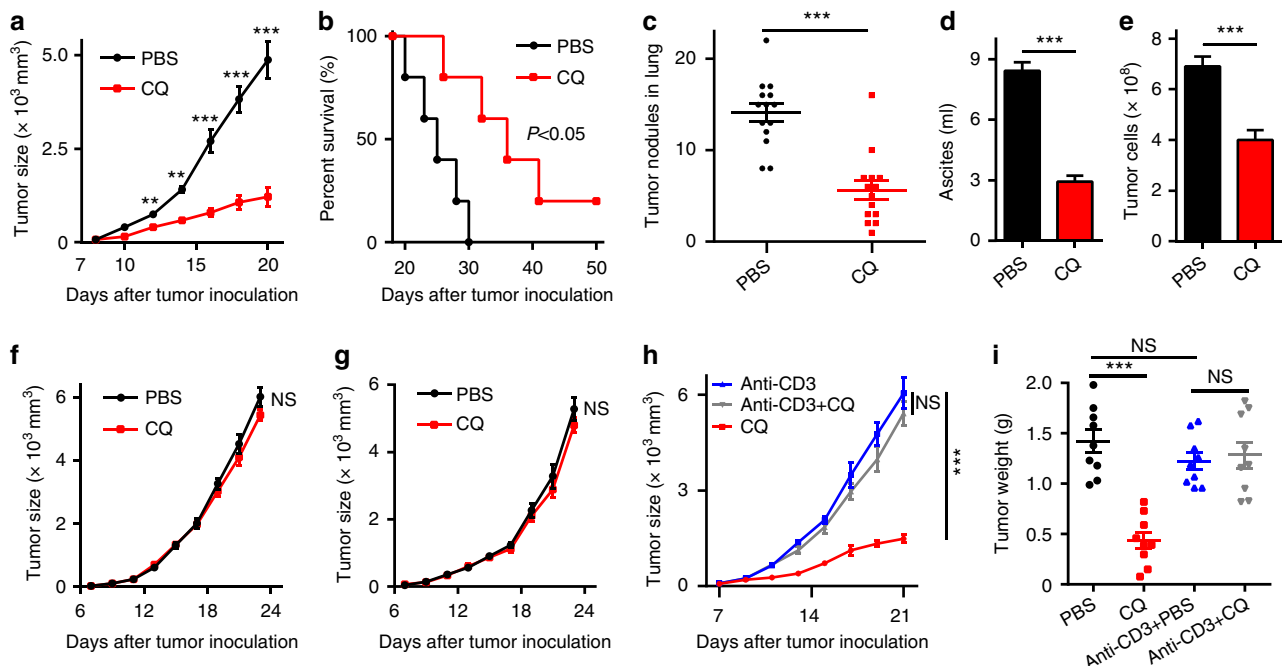 a
Tumor size (× 10³ mm³)
5.0
2.5
0
7
10
15
20
PBS
CQ
**
**
***
***
***
Days after tumor inoculation
b
Percent survival (%)
100
50
0
20
30
40
50
PBS
CQ
P<0.05
Days after tumor inoculation
c
Tumor nodules in lung
20
10
0
***
PBS
CQ
d
Ascites (ml)
9
6
3
0
***
PBS
CQ
e
Tumor cells (× 10⁸)
8
6
4
2
0
***
PBS
CQ
f
Tumor size (× 10³ mm³)
6
4
2
0
6
12
18
24
PBS
CQ
NS
Days after tumor inoculation
g
Tumor size (× 10³ mm³)
6
4
2
0
6
12
18
24
PBS
CQ
NS
Days after tumor inoculation
h
Tumor size (× 10³ mm³)
6
3
0
7
14
21
Anti-CD3
Anti-CD3+CQ
CQ
NS
***
Days after tumor inoculation
i
Tumor weight (g)
2.0
1.5
1.0
0.5
0.0
NS
***
NS
PBS
CQ
Anti-CD3+PBS
Anti-CD3+CQ